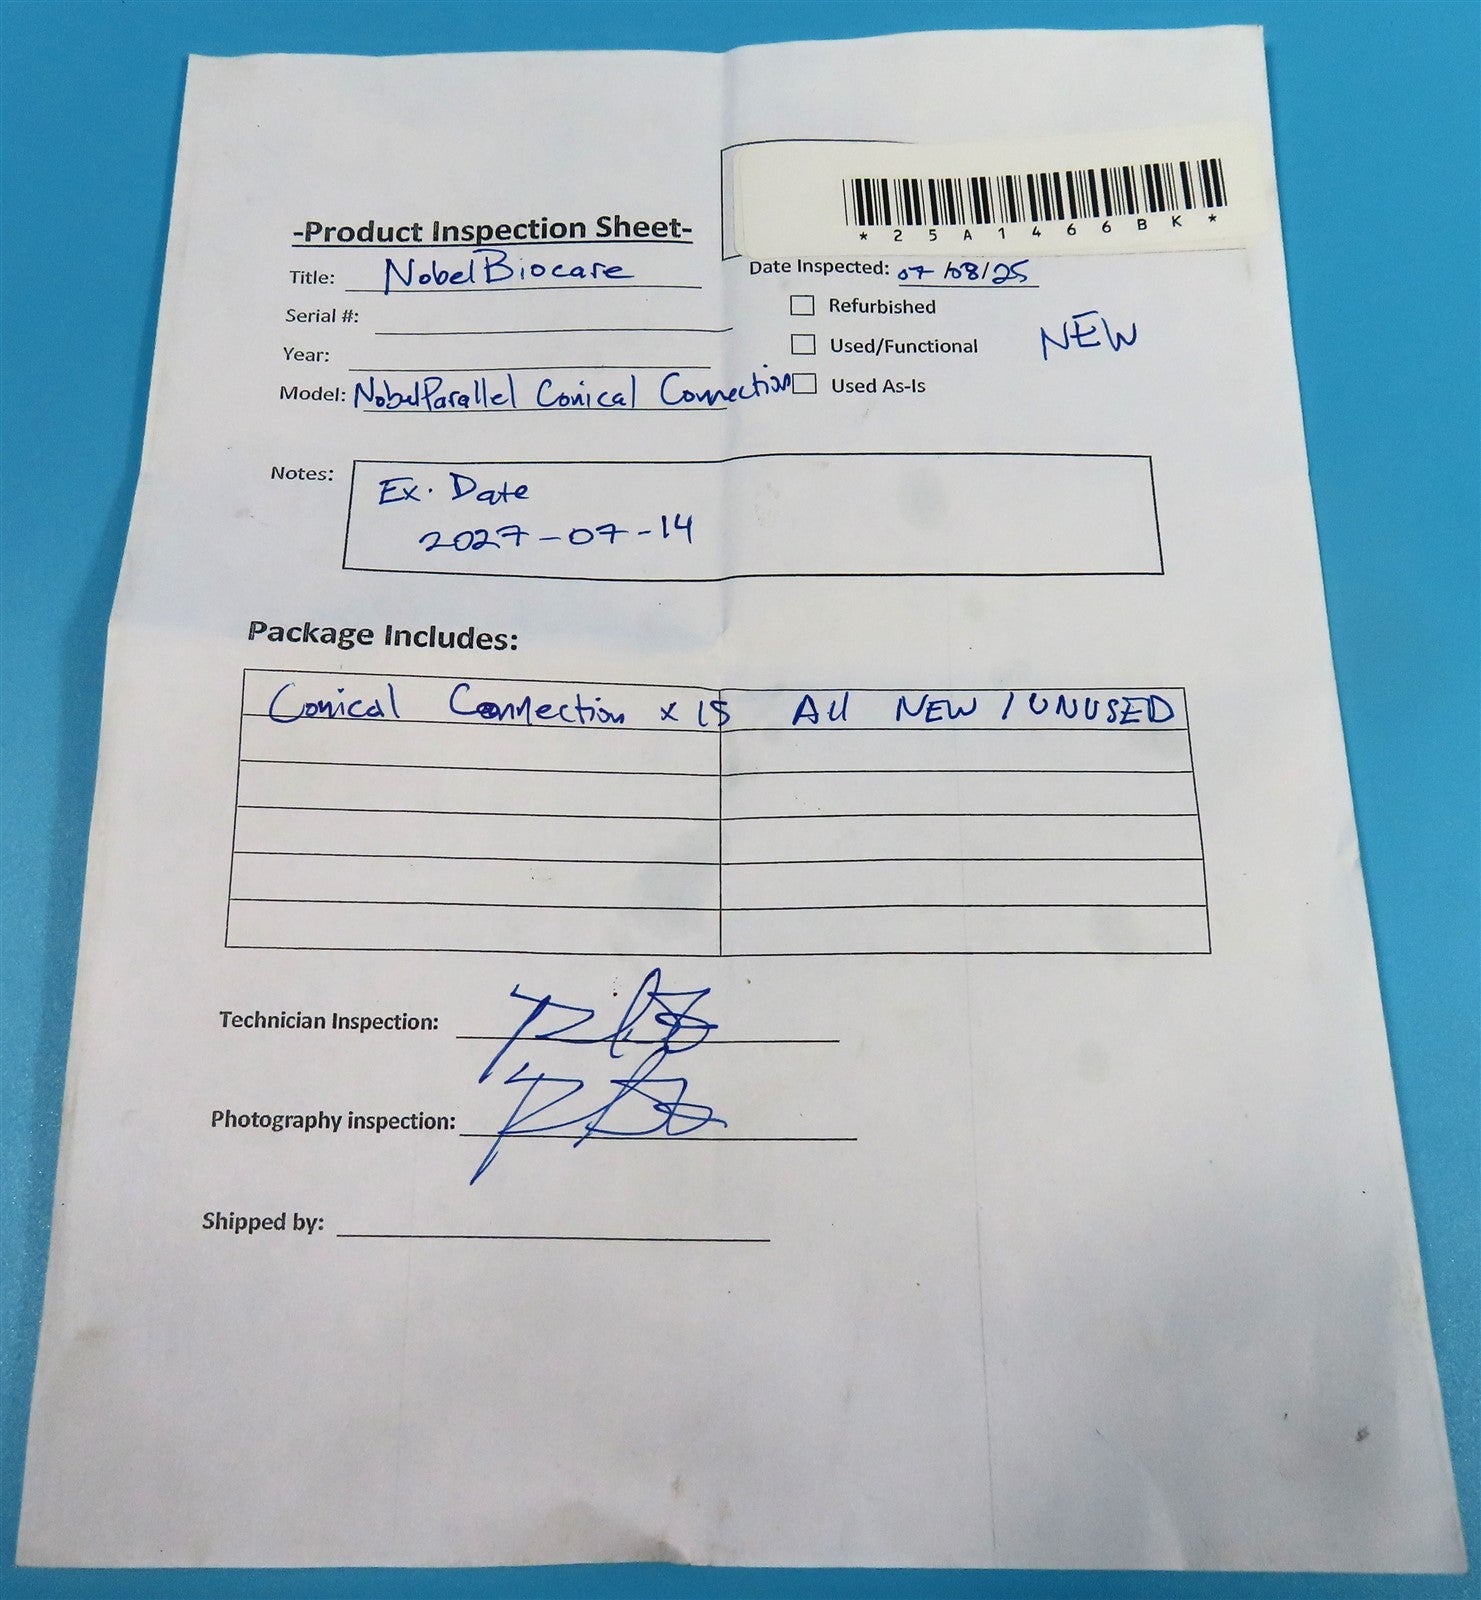 *25A1466BK*
-Product Inspection Sheet-
Title: NobelBiocare
Date Inspected: 07/08/25
Serial #:
Refurbished
Year:
Used/Functional
NEW
Model: NobelParallel Conical Connection
Used As-Is
Notes:
Ex. Date
2027-07-14
Package Includes:
Conical Connection x 15 All NEW / UNUSED
Technician Inspection:
Photography inspection:
Shipped by: